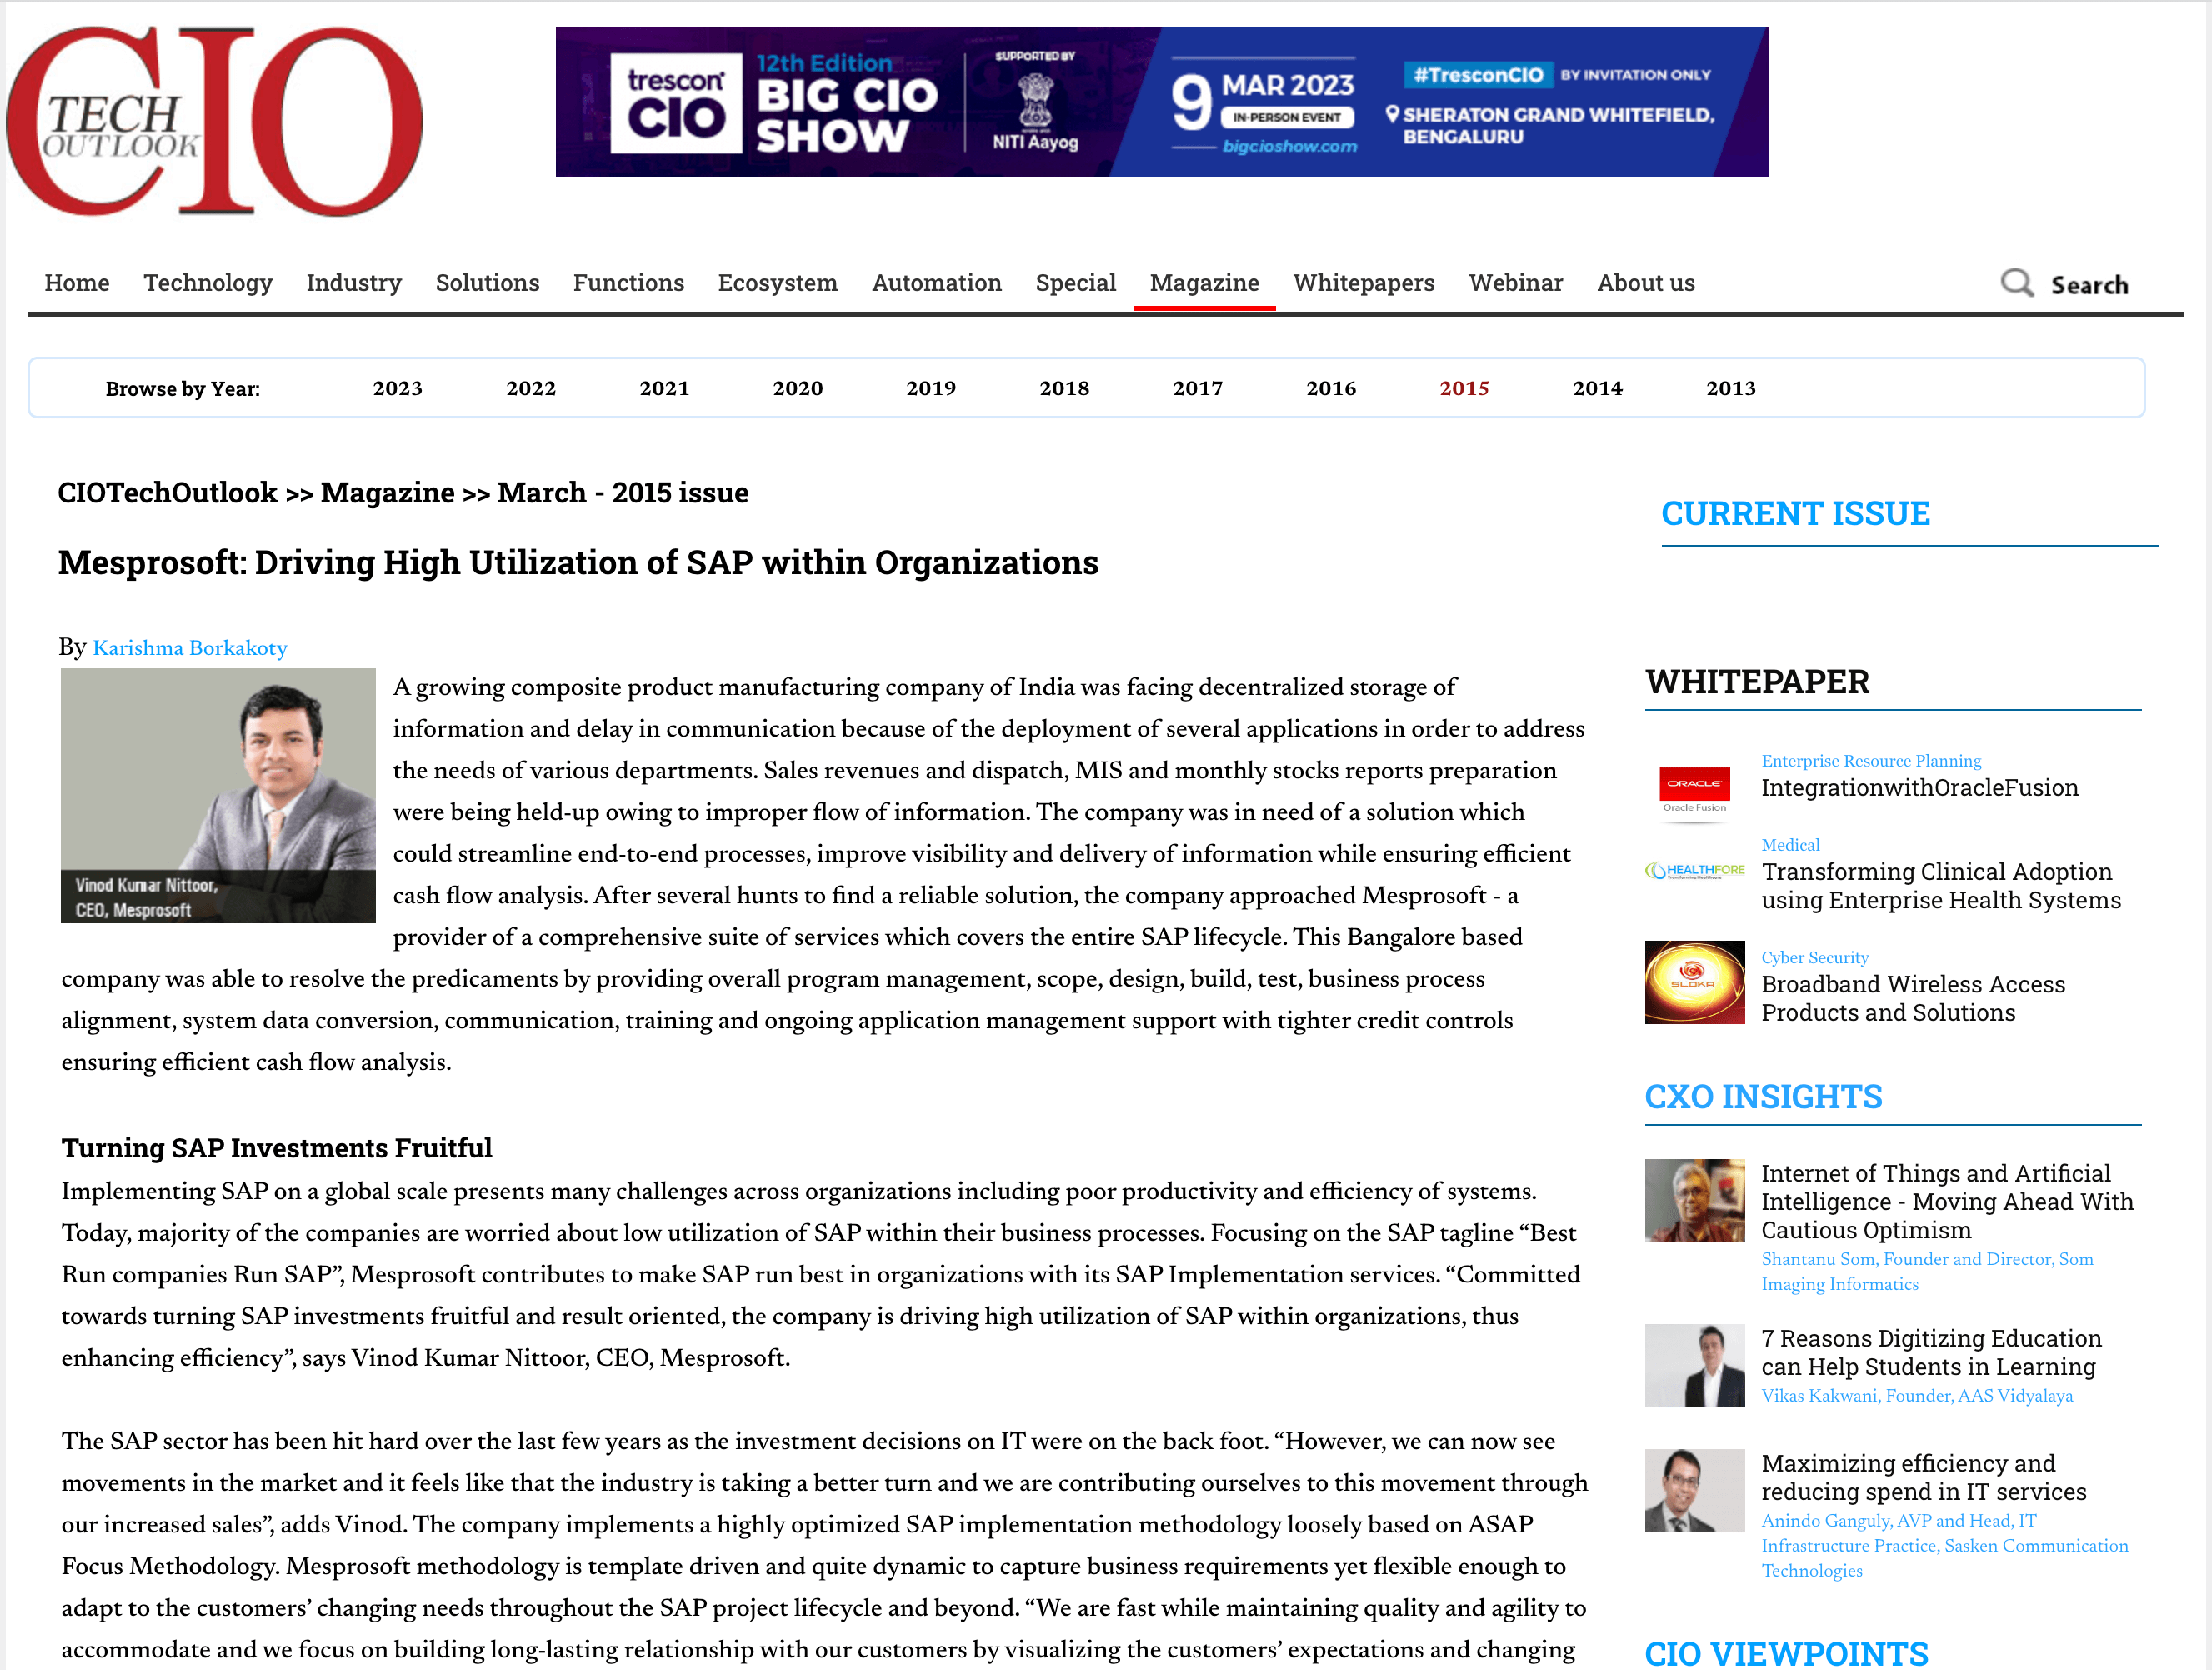 CIO
TECH
OUTLOOK
trescon
CIO
12th Edition
BIG CIO
SHOW
SUPPORTED BY
NITI Aayog
9 MAR 2023
IN-PERSON EVENT
bigcioshow.com
#TresconCIO BY INVITATION ONLY
SHERATON GRAND WHITEFIELD,
BENGALURU
Home Technology Industry Solutions Functions Ecosystem Automation Special Magazine Whitepapers Webinar About us Search
Browse by Year: 2023 2022 2021 2020 2019 2018 2017 2016 2015 2014 2013
CIOTechOutlook >> Magazine >> March - 2015 issue
Mesprosoft: Driving High Utilization of SAP within Organizations
By Karishma Borkakoty
Vinod Kumar Nittoor,
CEO, Mesprosoft
A growing composite product manufacturing company of India was facing decentralized storage of
information and delay in communication because of the deployment of several applications in order to address
the needs of various departments. Sales revenues and dispatch, MIS and monthly stocks reports preparation
were being held-up owing to improper flow of information. The company was in need of a solution which
could streamline end-to-end processes, improve visibility and delivery of information while ensuring efficient
cash flow analysis. After several hunts to find a reliable solution, the company approached Mesprosoft - a
provider of a comprehensive suite of services which covers the entire SAP lifecycle. This Bangalore based
company was able to resolve the predicaments by providing overall program management, scope, design, build, test, business process
alignment, system data conversion, communication, training and ongoing application management support with tighter credit controls
ensuring efficient cash flow analysis.
Turning SAP Investments Fruitful
Implementing SAP on a global scale presents many challenges across organizations including poor productivity and efficiency of systems.
Today, majority of the companies are worried about low utilization of SAP within their business processes. Focusing on the SAP tagline “Best
Run companies Run SAP”, Mesprosoft contributes to make SAP run best in organizations with its SAP Implementation services. “Committed
towards turning SAP investments fruitful and result oriented, the company is driving high utilization of SAP within organizations, thus
enhancing efficiency”, says Vinod Kumar Nittoor, CEO, Mesprosoft.
The SAP sector has been hit hard over the last few years as the investment decisions on IT were on the back foot. “However, we can now see
movements in the market and it feels like that the industry is taking a better turn and we are contributing ourselves to this movement through
our increased sales”, adds Vinod. The company implements a highly optimized SAP implementation methodology loosely based on ASAP
Focus Methodology. Mesprosoft methodology is template driven and quite dynamic to capture business requirements yet flexible enough to
adapt to the customers’ changing needs throughout the SAP project lifecycle and beyond. “We are fast while maintaining quality and agility to
accommodate and we focus on building long-lasting relationship with our customers by visualizing the customers’ expectations and changing
CURRENT ISSUE
WHITEPAPER
ORACLE
Oracle Fusion
Enterprise Resource Planning
IntegrationwithOracleFusion
HEALTHFORE
Medical
Transforming Clinical Adoption
using Enterprise Health Systems
SLOKA
Cyber Security
Broadband Wireless Access
Products and Solutions
CXO INSIGHTS
Internet of Things and Artificial
Intelligence - Moving Ahead With
Cautious Optimism
Shantanu Som, Founder and Director, Som
Imaging Informatics
7 Reasons Digitizing Education
can Help Students in Learning
Vikas Kakwani, Founder, AAS Vidyalaya
Maximizing efficiency and
reducing spend in IT services
Anindo Ganguly, AVP and Head, IT
Infrastructure Practice, Sasken Communication
Technologies
CIO VIEWPOINTS